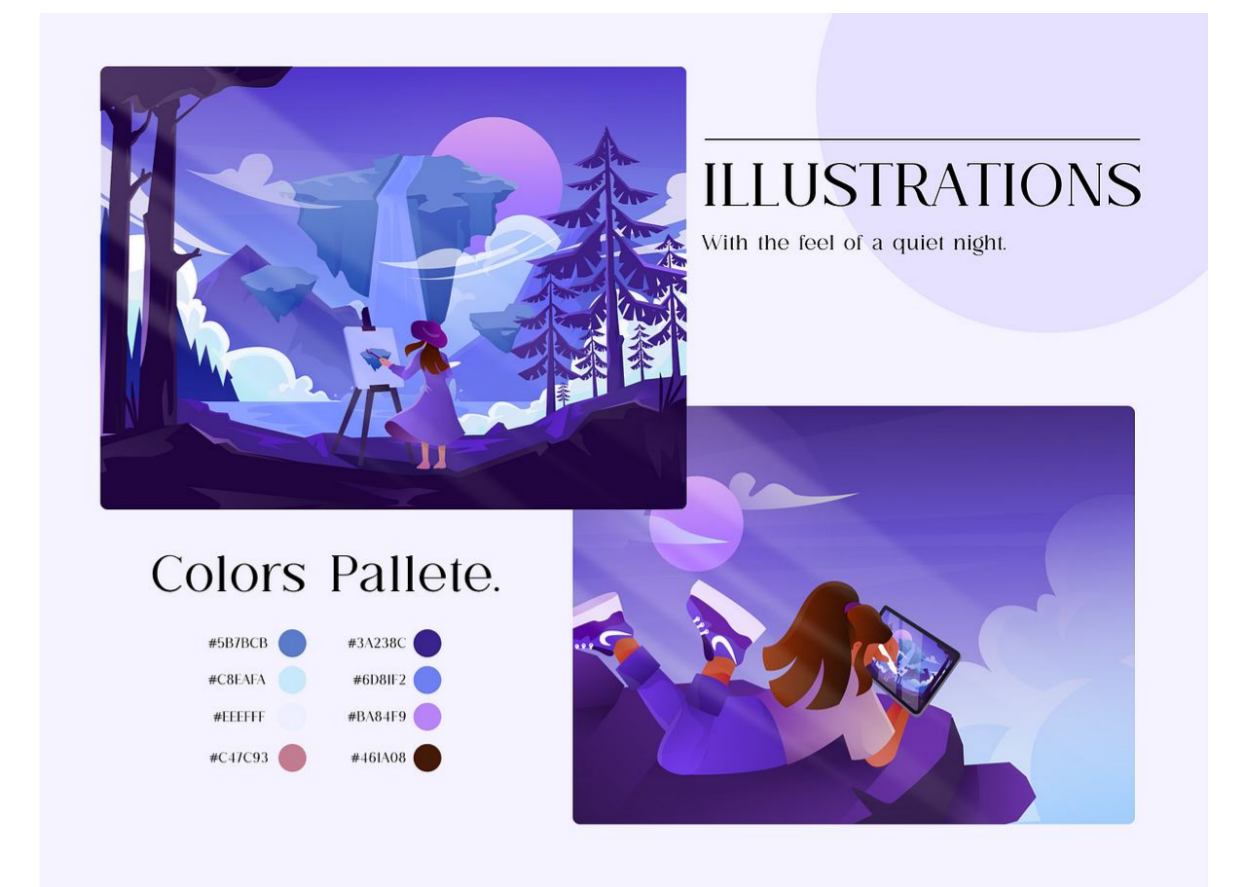 ILLUSTRATIONS
With the feel of a quiet night.
Colors Pallete.
#5B7BCB #3A238C
#C8EAFA #6D81F2
#EEEFFF #BA84F9
#C47C93 #461A08